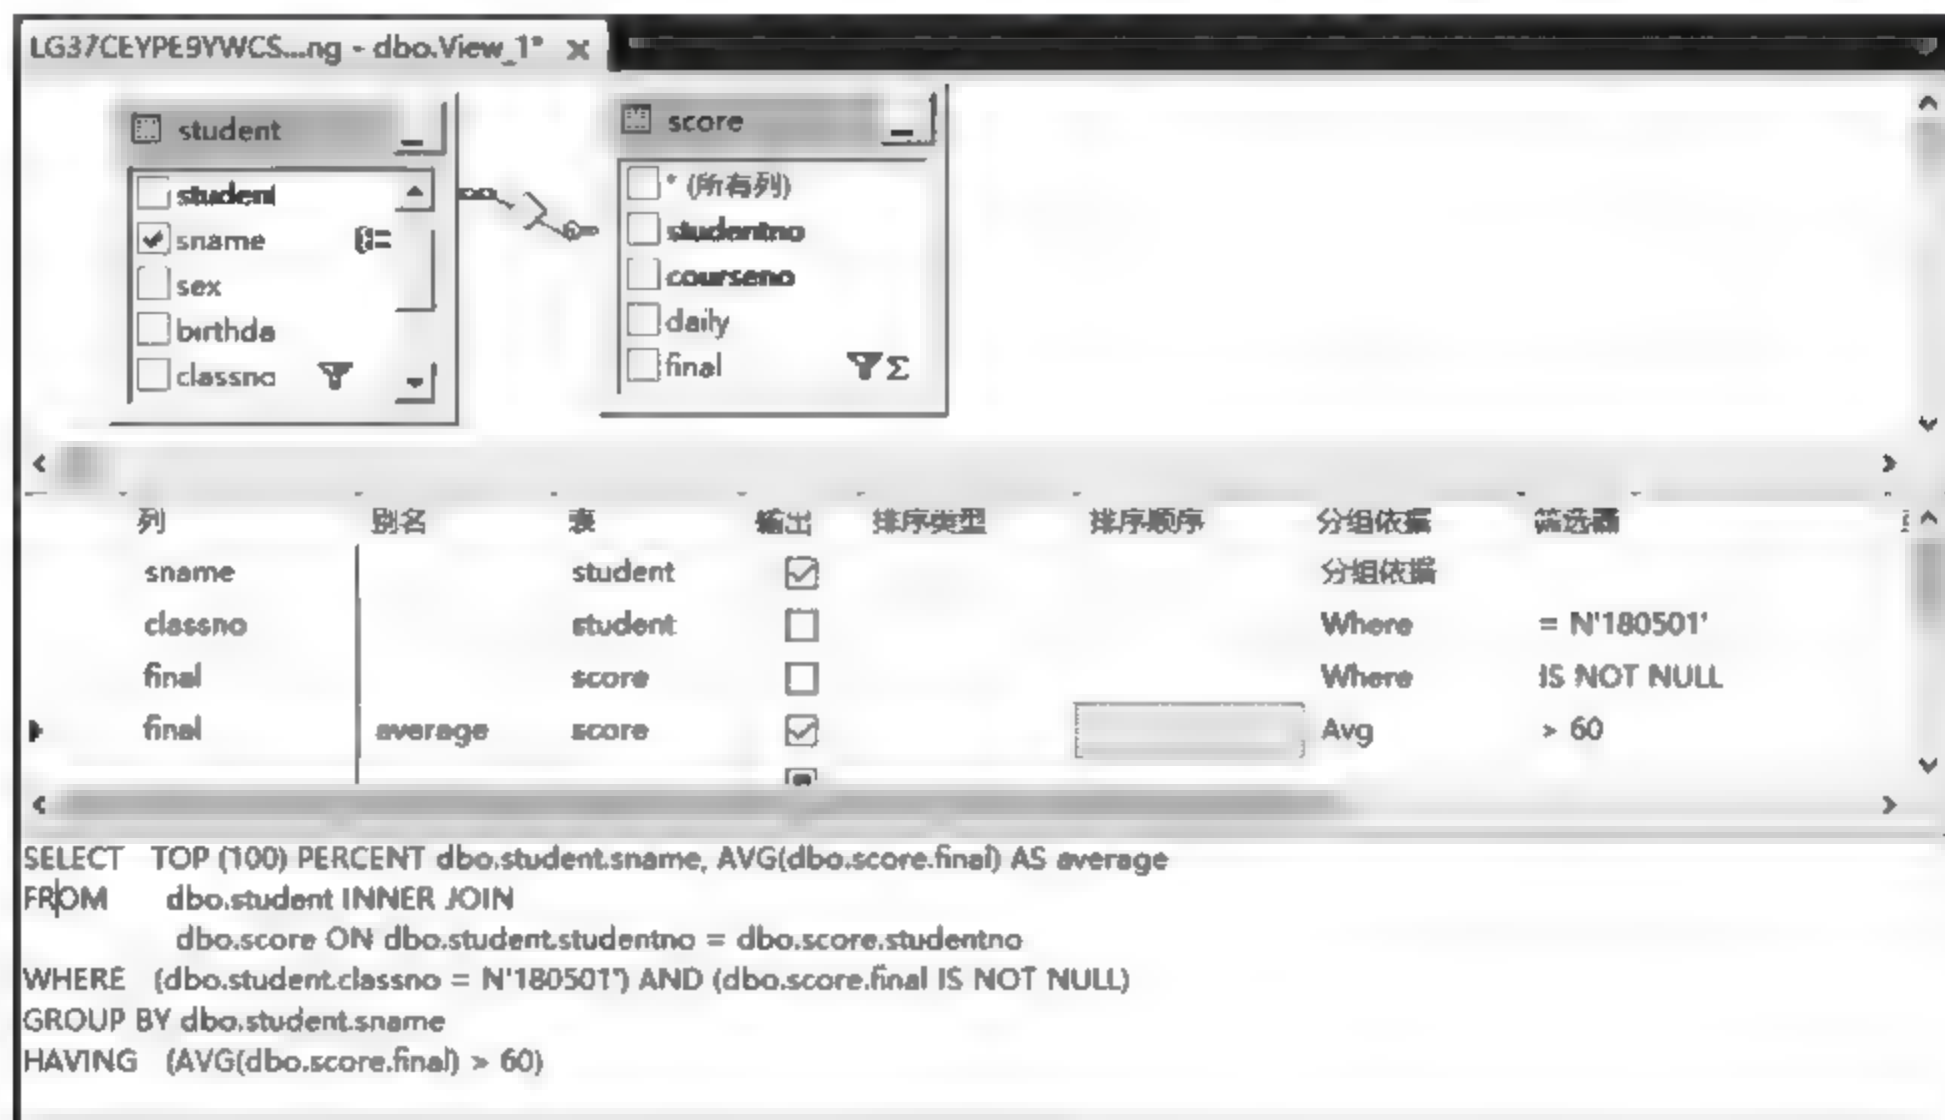 LG37CEYPE9YWCS...ng - dbo.View_1* ×
student
student
sname
sex
birthda
classno
score
* (所有列)
studentno
courseno
daily
final
列 别名 表 输出 排序类型 排序顺序 分组依据 筛选器
sname student 分组依据
classno student Where = N'180501'
final score Where IS NOT NULL
final average score Avg > 60
SELECT TOP (100) PERCENT dbo.student.sname, AVG(dbo.score.final) AS average
FROM dbo.student INNER JOIN
dbo.score ON dbo.student.studentno = dbo.score.studentno
WHERE (dbo.student.classno = N'180501') AND (dbo.score.final IS NOT NULL)
GROUP BY dbo.student.sname
HAVING (AVG(dbo.score.final) > 60)